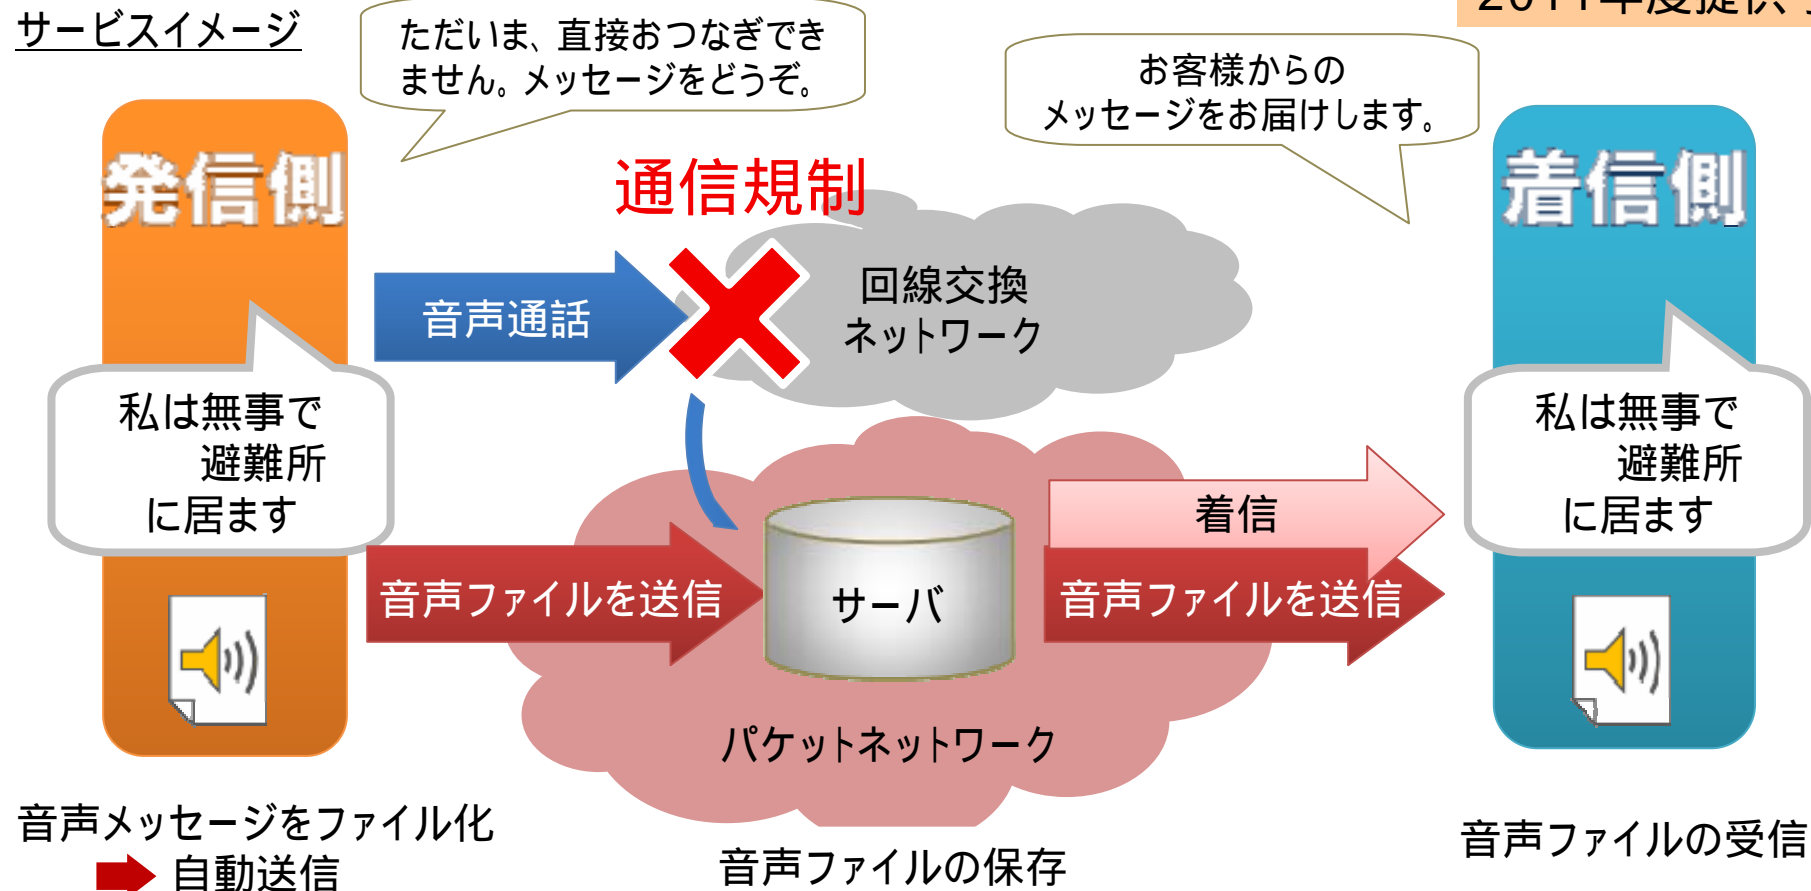 サービスイメージ
ただいま、直接おつなぎでき
ません。メッセージをどうぞ。
お客様からの
メッセージをお届けします。
発信側
通信規制
着信側
音声通話
回線交換
ネットワーク
私は無事で
避難所
に居ます
着信
私は無事で
避難所
に居ます
音声ファイルを送信
サーバ
音声ファイルを送信
パケットネットワーク
音声メッセージをファイル化
自動送信
音声ファイルの保存
音声ファイルの受信